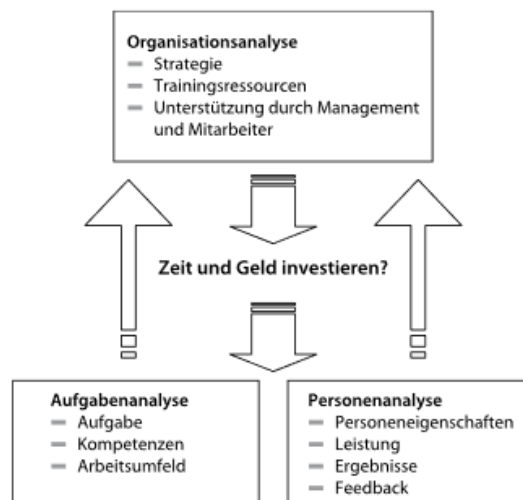 Organisationsanalyse
Strategie
Trainingsressourcen
Unterstützung durch Management
und Mitarbeiter
Zeit und Geld investieren?
Aufgabenanalyse
Aufgabe
Kompetenzen
Arbeitsumfeld
Personenanalyse
Personeneigenschaften
Leistung
Ergebnisse
Feedback